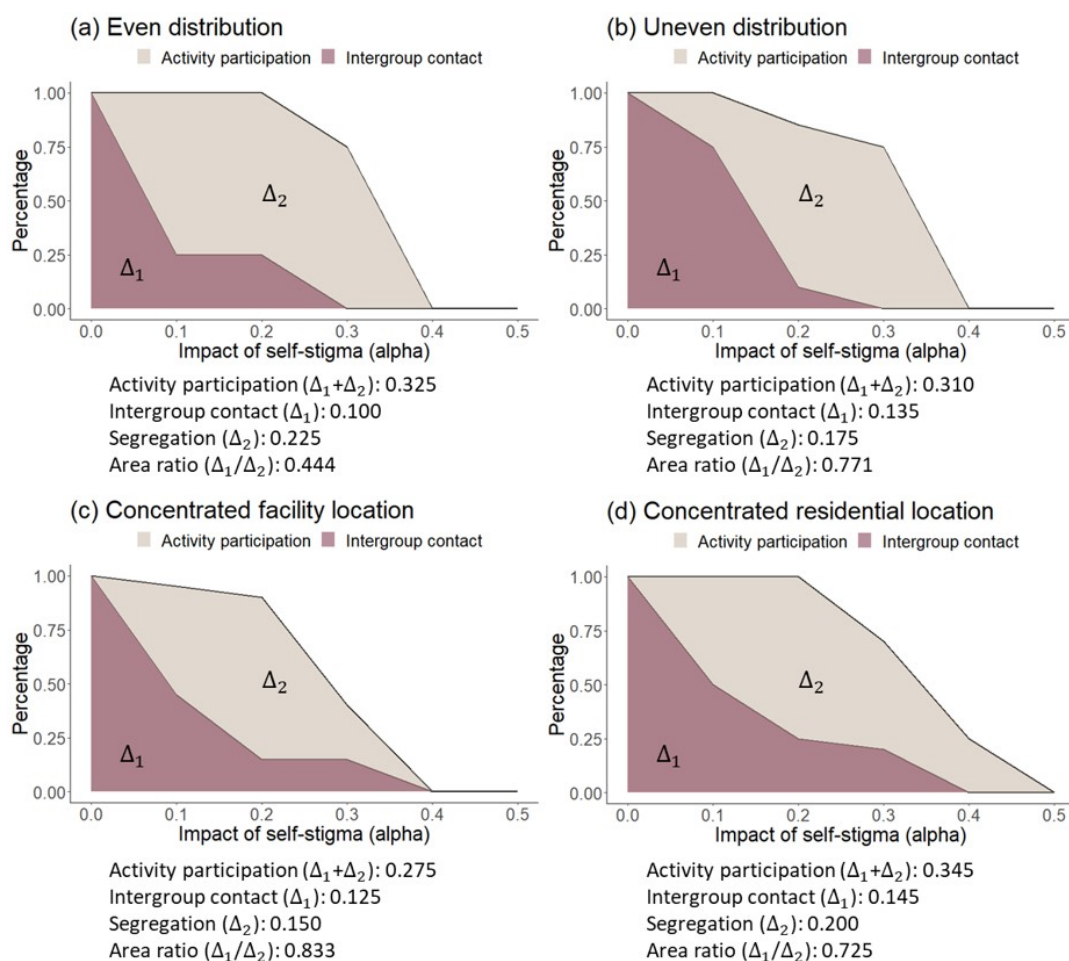 (a) Even distribution
Activity participation Intergroup contact
1.00
0.75
0.50
0.25
0.00
Percentage
Δ₂
Δ₁
0.0 0.1 0.2 0.3 0.4 0.5
Impact of self-stigma (alpha)
Activity participation (Δ₁+Δ₂): 0.325
Intergroup contact (Δ₁): 0.100
Segregation (Δ₂): 0.225
Area ratio (Δ₁/Δ₂): 0.444
(b) Uneven distribution
Activity participation Intergroup contact
1.00
0.75
0.50
0.25
0.00
Percentage
Δ₂
Δ₁
0.0 0.1 0.2 0.3 0.4 0.5
Impact of self-stigma (alpha)
Activity participation (Δ₁+Δ₂): 0.310
Intergroup contact (Δ₁): 0.135
Segregation (Δ₂): 0.175
Area ratio (Δ₁/Δ₂): 0.771
(c) Concentrated facility location
Activity participation Intergroup contact
1.00
0.75
0.50
0.25
0.00
Percentage
Δ₂
Δ₁
0.0 0.1 0.2 0.3 0.4 0.5
Impact of self-stigma (alpha)
Activity participation (Δ₁+Δ₂): 0.275
Intergroup contact (Δ₁): 0.125
Segregation (Δ₂): 0.150
Area ratio (Δ₁/Δ₂): 0.833
(d) Concentrated residential location
Activity participation Intergroup contact
1.00
0.75
0.50
0.25
0.00
Percentage
Δ₂
Δ₁
0.0 0.1 0.2 0.3 0.4 0.5
Impact of self-stigma (alpha)
Activity participation (Δ₁+Δ₂): 0.345
Intergroup contact (Δ₁): 0.145
Segregation (Δ₂): 0.200
Area ratio (Δ₁/Δ₂): 0.725